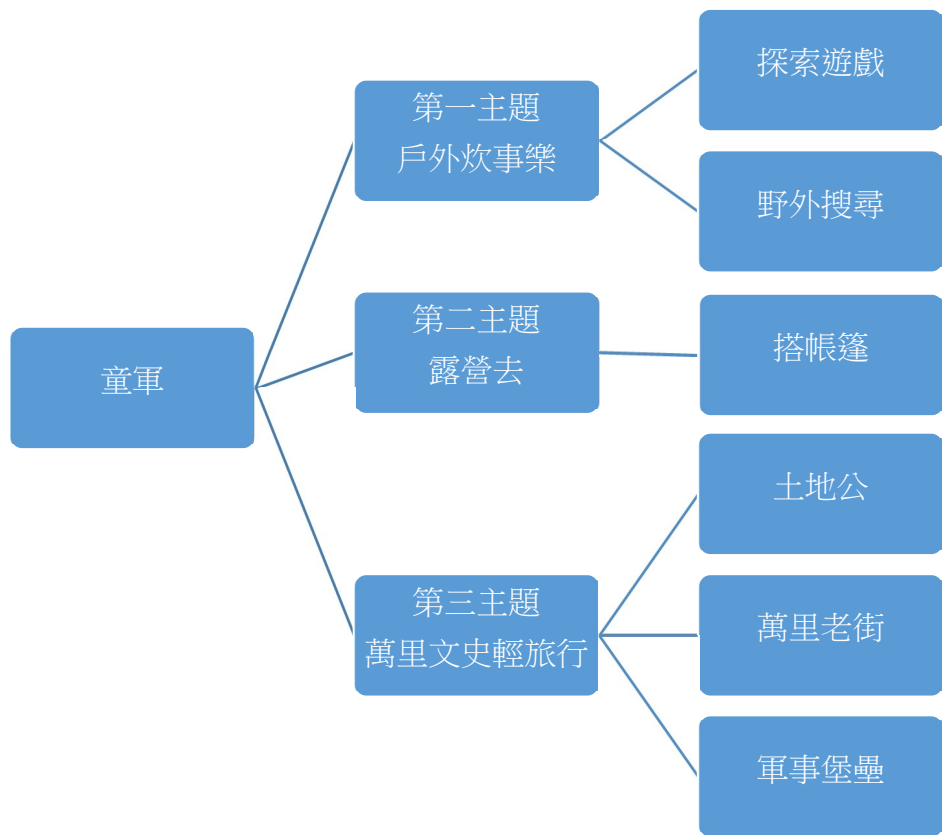 童軍
第一主題
戶外炊事樂
探索遊戲
野外搜尋
第二主題
露營去
搭帳篷
第三主題
萬里文史輕旅行
土地公
萬里老街
軍事堡壘